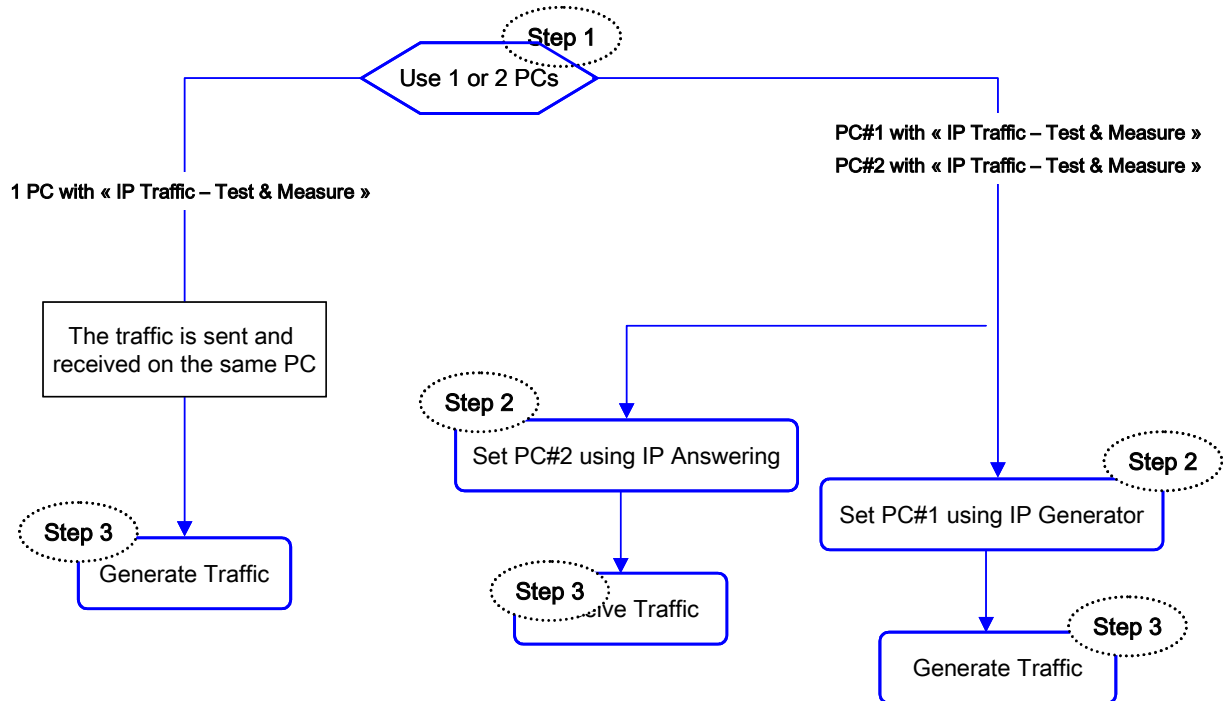 Step 1
Use 1 or 2 PCs
PC#1 with « IP Traffic – Test & Measure »
PC#2 with « IP Traffic – Test & Measure »
1 PC with « IP Traffic – Test & Measure »
The traffic is sent and
received on the same PC
Step 2
Set PC#2 using IP Answering
Step 2
Set PC#1 using IP Generator
Step 3
Generate Traffic
Step 3
Traffic
Step 3
Generate Traffic